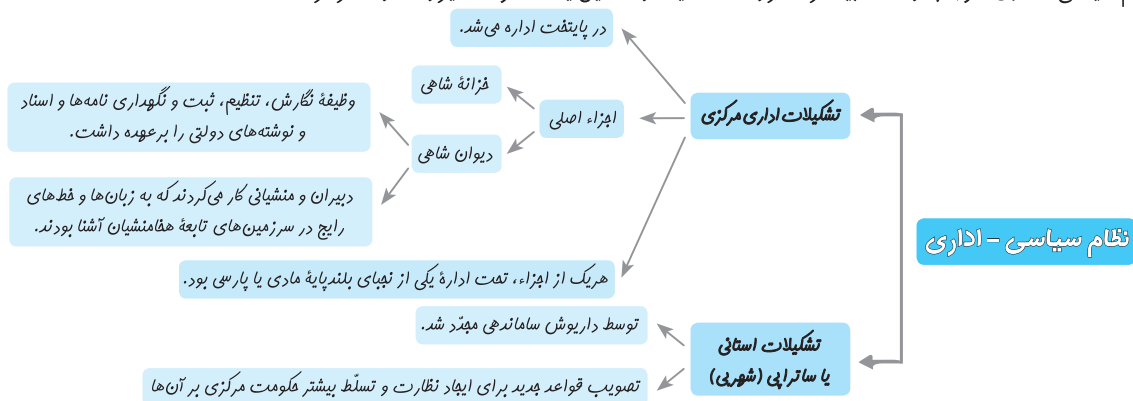 نظام سیاسی - اداری
تشکیلات اداری مرکزی
در پایتخت اداره می‌شد.
اجزاء اصلی
خزانهٔ شاهی
دیوان شاهی
وظیفهٔ نگارش، تنظیم، ثبت و نگهداری نامه‌ها و اسناد
و نوشته‌های دولتی را برعهده داشت.
دبیران و منشیانی کار می‌کردند که به زبان‌ها و خط‌های
رایج در سرزمین‌های تابعهٔ هخامنشیان آشنا بودند.
هریک از اجزاء، تحت ادارهٔ یکی از نجبای بلندپایهٔ مادی یا پارسی بود.
تشکیلات استانی
یا ساتراپی (شهربی)
توسط داریوش ساماندهی مجدّد شد.
تصویب قواعد جدید برای ایجاد نظارت و تسلّط بیشتر حکومت مرکزی بر آن‌ها